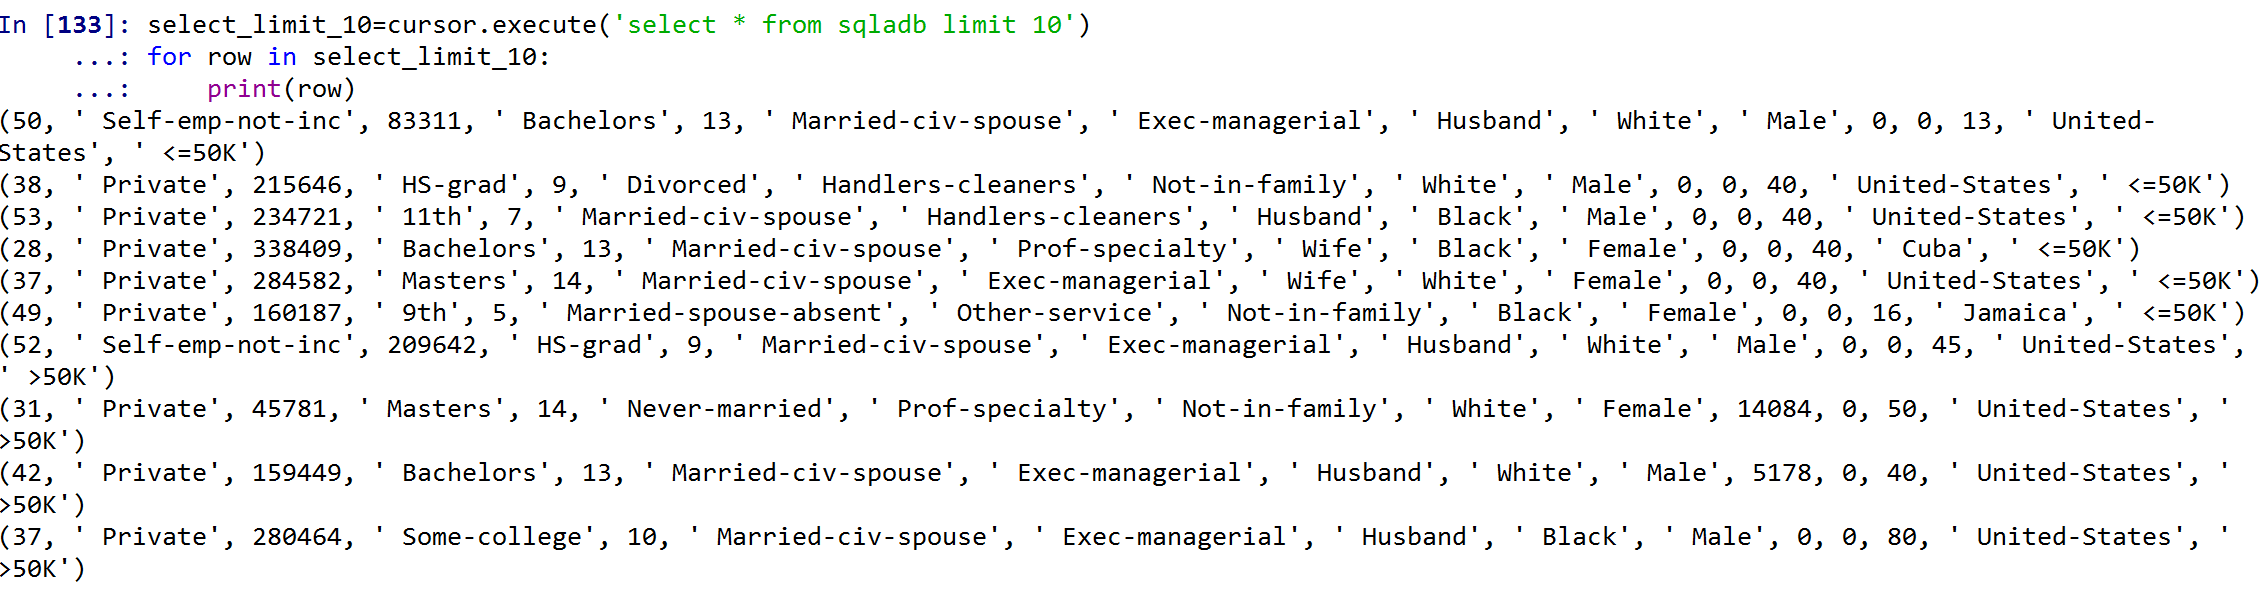 In [133]: select_limit_10=cursor.execute('select * from sqladb limit 10')
     ...: for row in select_limit_10:
     ...:     print(row)
(50, ' Self-emp-not-inc', 83311, ' Bachelors', 13, ' Married-civ-spouse', ' Exec-managerial', ' Husband', ' White', ' Male', 0, 0, 13, ' United-
States', ' <=50K')
(38, ' Private', 215646, ' HS-grad', 9, ' Divorced', ' Handlers-cleaners', ' Not-in-family', ' White', ' Male', 0, 0, 40, ' United-States', ' <=50K')
(53, ' Private', 234721, ' 11th', 7, ' Married-civ-spouse', ' Handlers-cleaners', ' Husband', ' Black', ' Male', 0, 0, 40, ' United-States', ' <=50K')
(28, ' Private', 338409, ' Bachelors', 13, ' Married-civ-spouse', ' Prof-specialty', ' Wife', ' Black', ' Female', 0, 0, 40, ' Cuba', ' <=50K')
(37, ' Private', 284582, ' Masters', 14, ' Married-civ-spouse', ' Exec-managerial', ' Wife', ' White', ' Female', 0, 0, 40, ' United-States', ' <=50K')
(49, ' Private', 160187, ' 9th', 5, ' Married-spouse-absent', ' Other-service', ' Not-in-family', ' Black', ' Female', 0, 0, 16, ' Jamaica', ' <=50K')
(52, ' Self-emp-not-inc', 209642, ' HS-grad', 9, ' Married-civ-spouse', ' Exec-managerial', ' Husband', ' White', ' Male', 0, 0, 45, ' United-States',
' >50K')
(31, ' Private', 45781, ' Masters', 14, ' Never-married', ' Prof-specialty', ' Not-in-family', ' White', ' Female', 14084, 0, 50, ' United-States', '
>50K')
(42, ' Private', 159449, ' Bachelors', 13, ' Married-civ-spouse', ' Exec-managerial', ' Husband', ' White', ' Male', 5178, 0, 40, ' United-States', '
>50K')
(37, ' Private', 280464, ' Some-college', 10, ' Married-civ-spouse', ' Exec-managerial', ' Husband', ' Black', ' Male', 0, 0, 80, ' United-States', '
>50K')